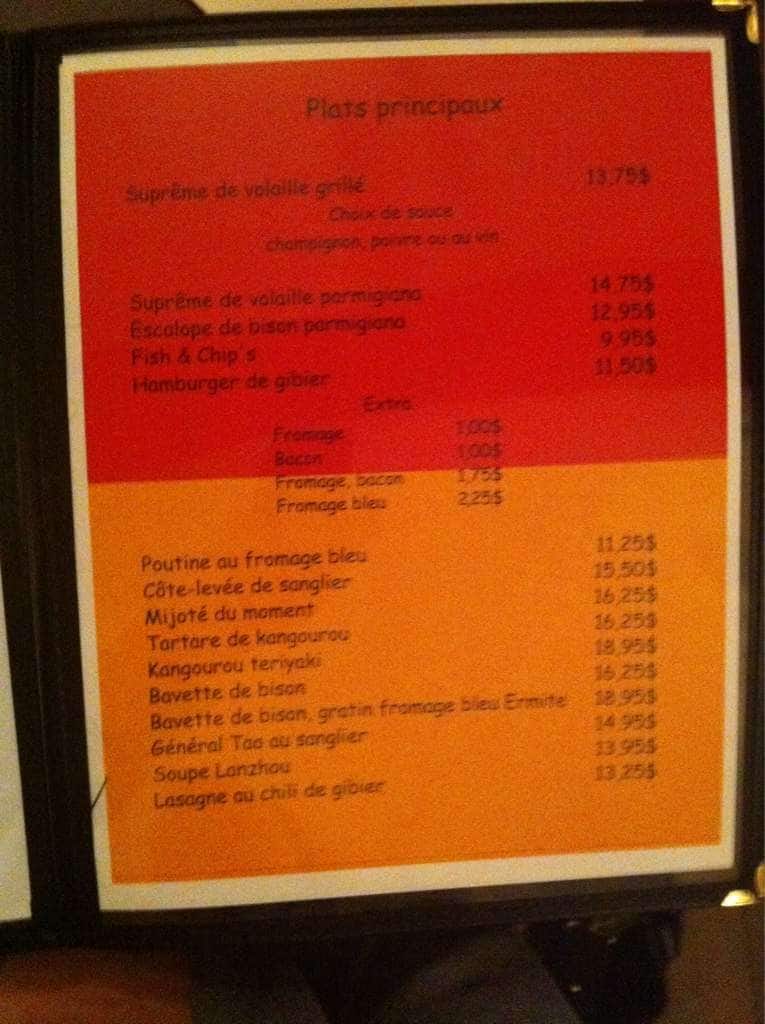 Plats principaux
Suprême de volaille grillé 13,75$
Choix de sauce
champignon, poivre ou au vin
Suprême de volaille parmigiana 14,75$
Escalope de bison parmigiana 12,95$
Fish & Chip's 9,95$
Hamburger de gibier 11,50$
Extra
Fromage 1,00$
Bacon 1,00$
Fromage, bacon 1,75$
Fromage bleu 2,25$
Poutine au fromage bleu 11,25$
Côte-levée de sanglier 15,50$
Mijoté du moment 16,25$
Tartare de kangourou 16,25$
Kangourou teriyaki 18,95$
Bavette de bison 16,25$
Bavette de bison, gratin fromage bleu Ermite 18,95$
Général Tao au sanglier 14,95$
Soupe Lanzhou 13,95$
Lasagne au chili de gibier 13,25$